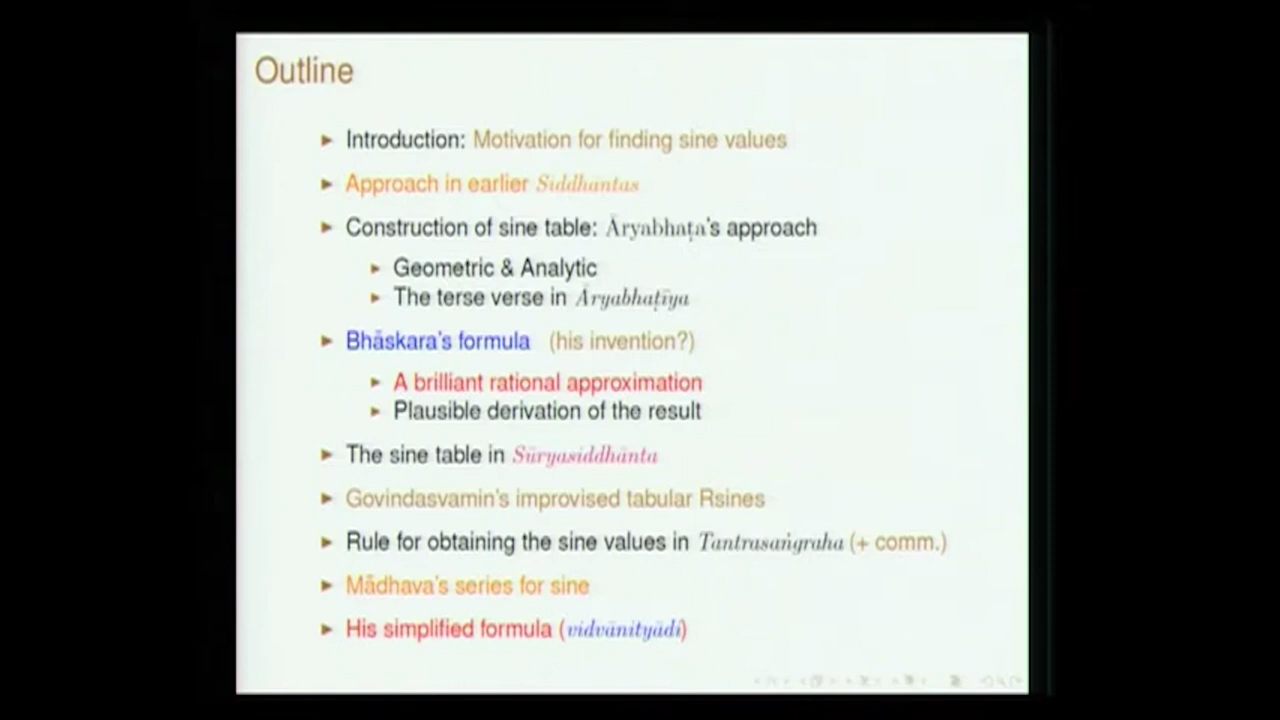 Outline
► Introduction: Motivation for finding sine values
► Approach in earlier Siddhāntas
► Construction of sine table: Āryabhaṭa's approach
► Geometric & Analytic
► The terse verse in Āryabhaṭīya
► Bhāskara's formula (his invention?)
► A brilliant rational approximation
► Plausible derivation of the result
► The sine table in Sūryasiddhānta
► Govindasvamin's improvised tabular Rsines
► Rule for obtaining the sine values in Tantrasaṅgraha (+ comm.)
► Mādhava's series for sine
► His simplified formula (vidvānityādi)